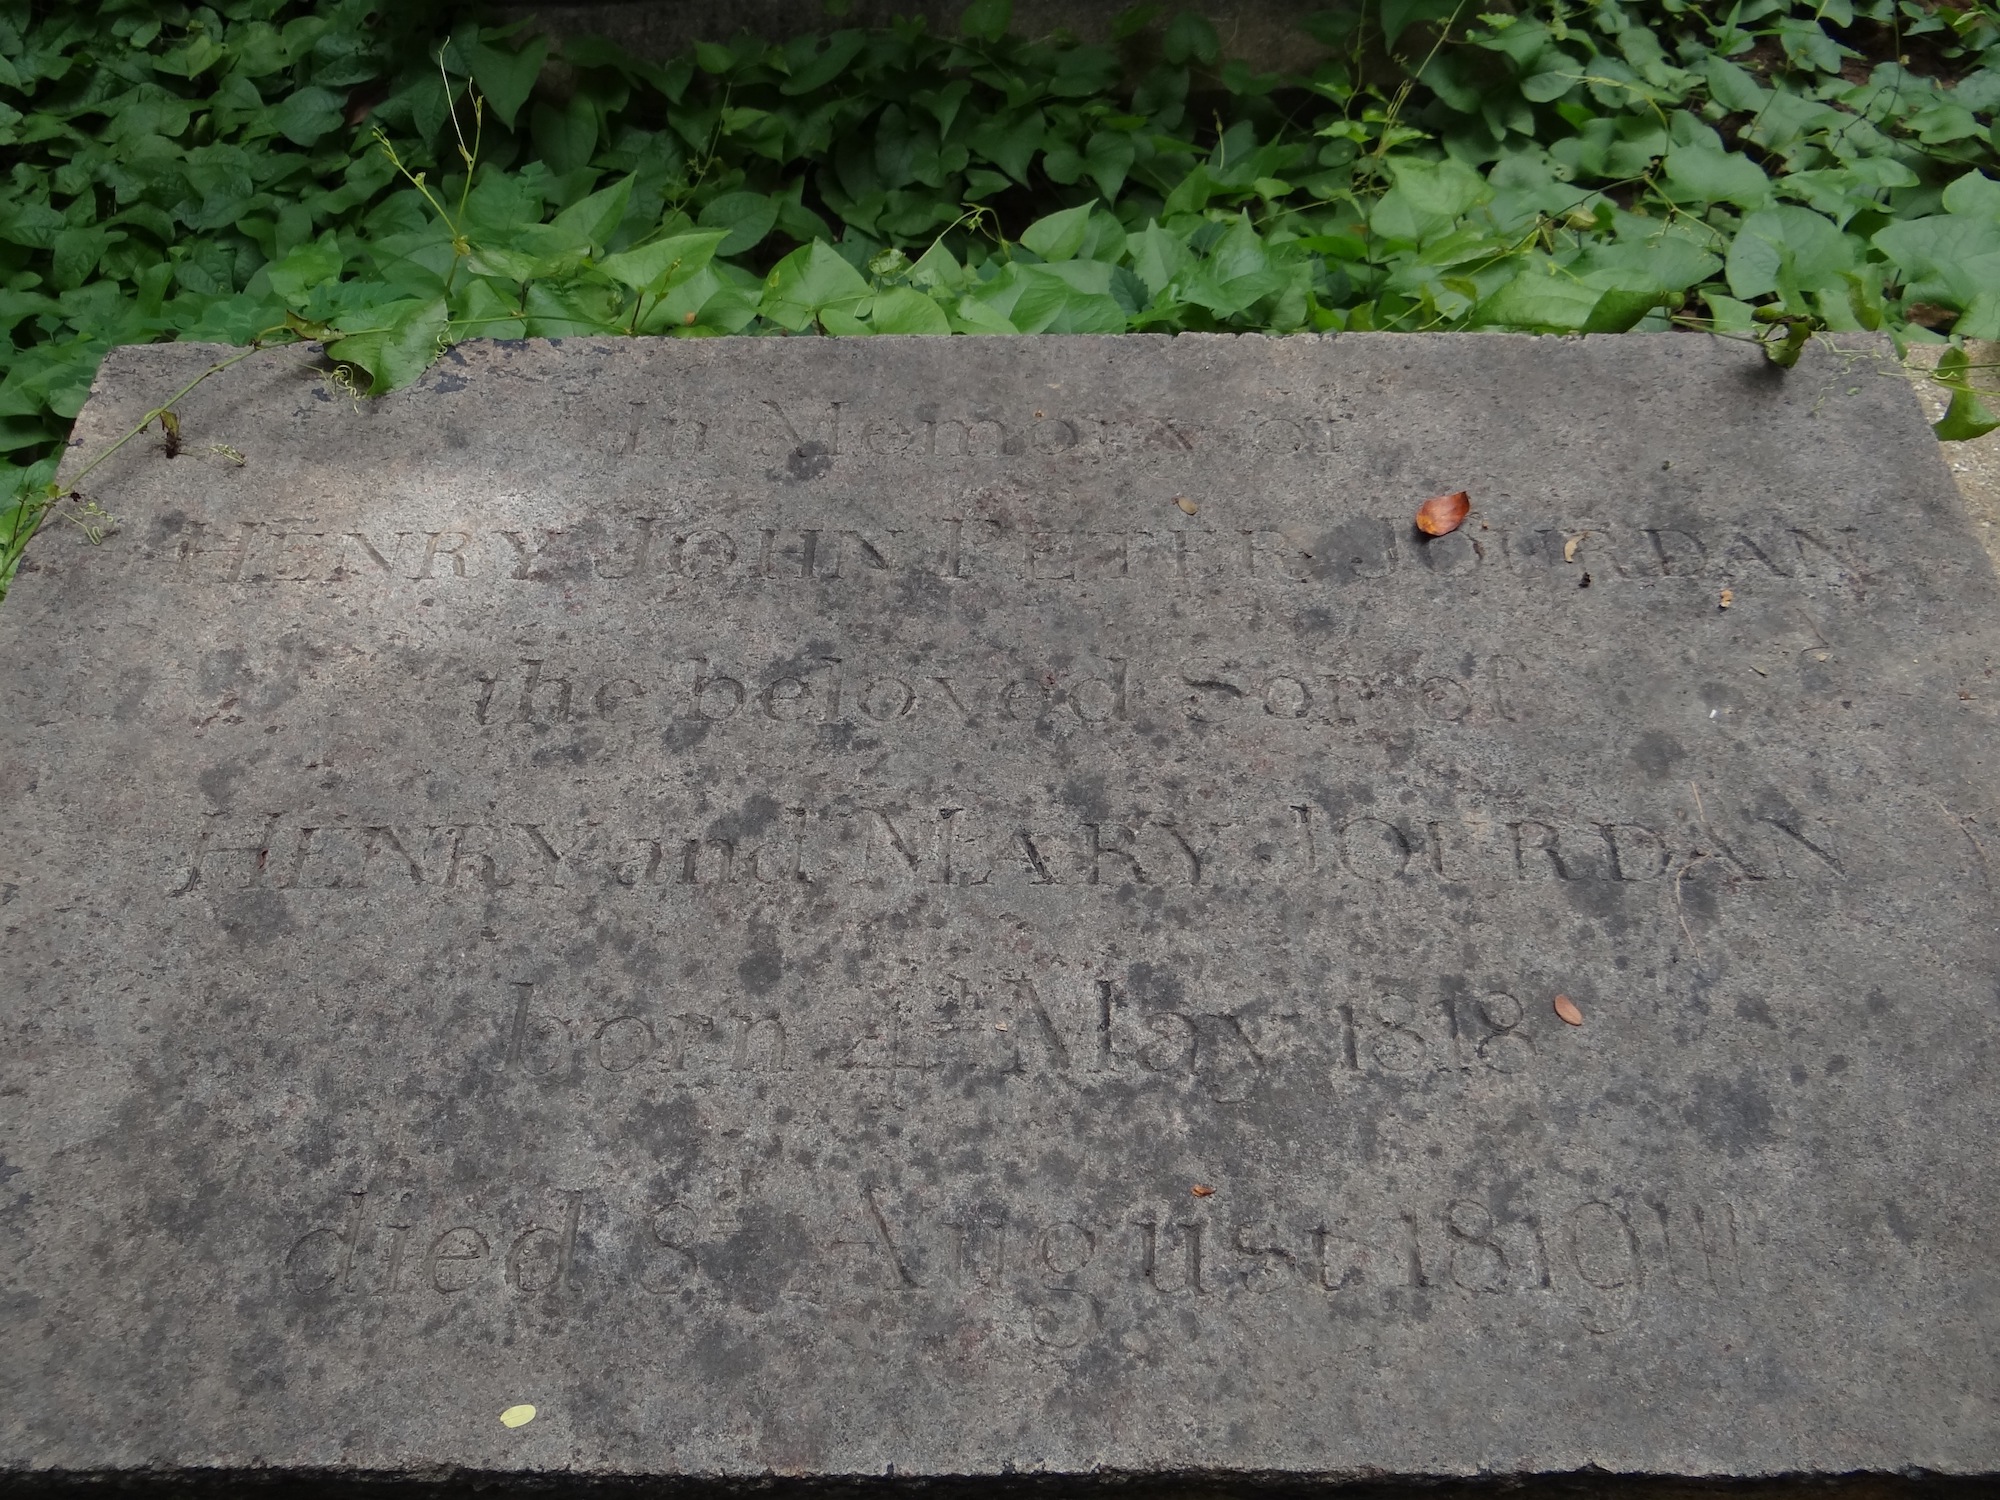 In Memory of
HENRY JOHN PETER JOURDAN
the beloved Son of
HENRY and MARY JOURDAN
born 4th May 1818
died 8th August 1819